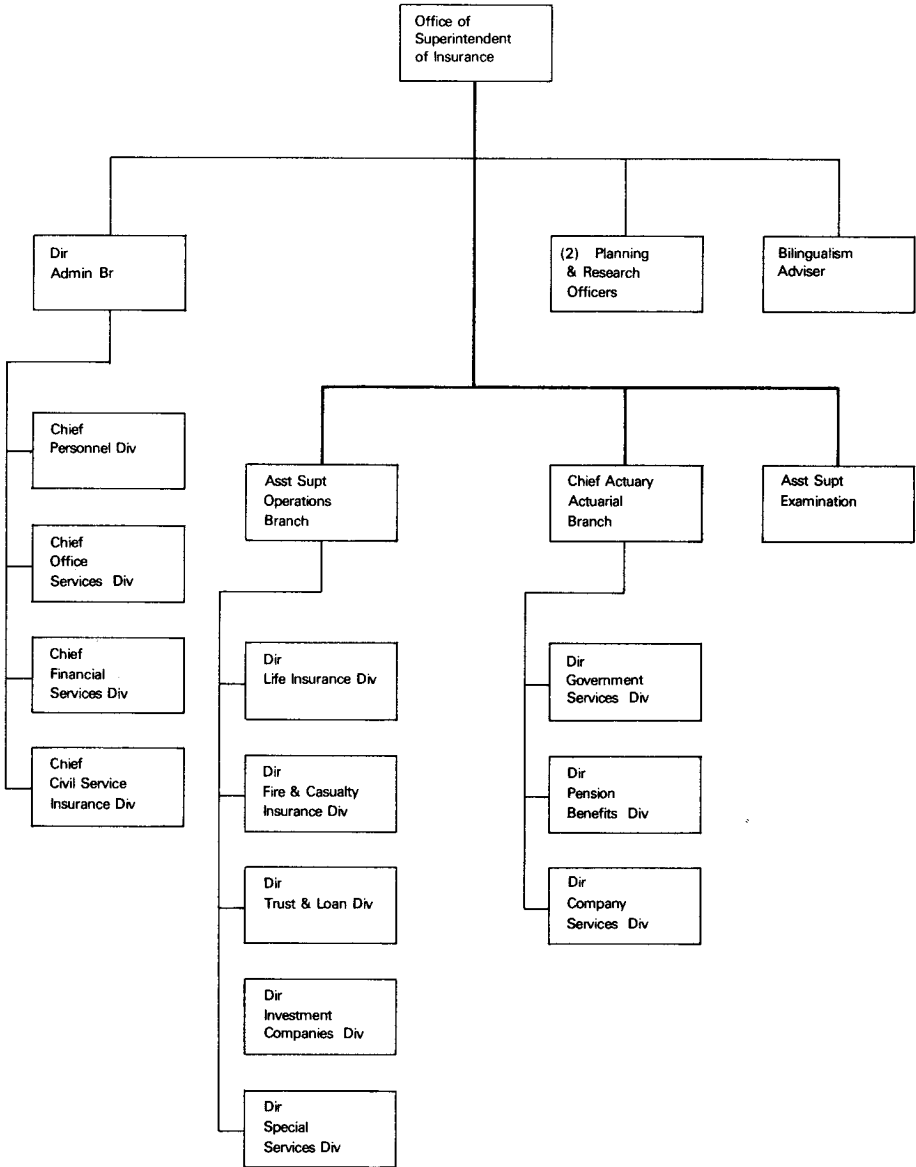 Office of
Superintendent
of Insurance
Dir
Admin Br
(2) Planning
& Research
Officers
Bilingualism
Adviser
Chief
Personnel Div
Chief
Office
Services Div
Chief
Financial
Services Div
Chief
Civil Service
Insurance Div
Asst Supt
Operations
Branch
Dir
Life Insurance Div
Dir
Fire & Casualty
Insurance Div
Dir
Trust & Loan Div
Dir
Investment
Companies Div
Dir
Special
Services Div
Chief Actuary
Actuarial
Branch
Dir
Government
Services Div
Dir
Pension
Benefits Div
Dir
Company
Services Div
Asst Supt
Examination